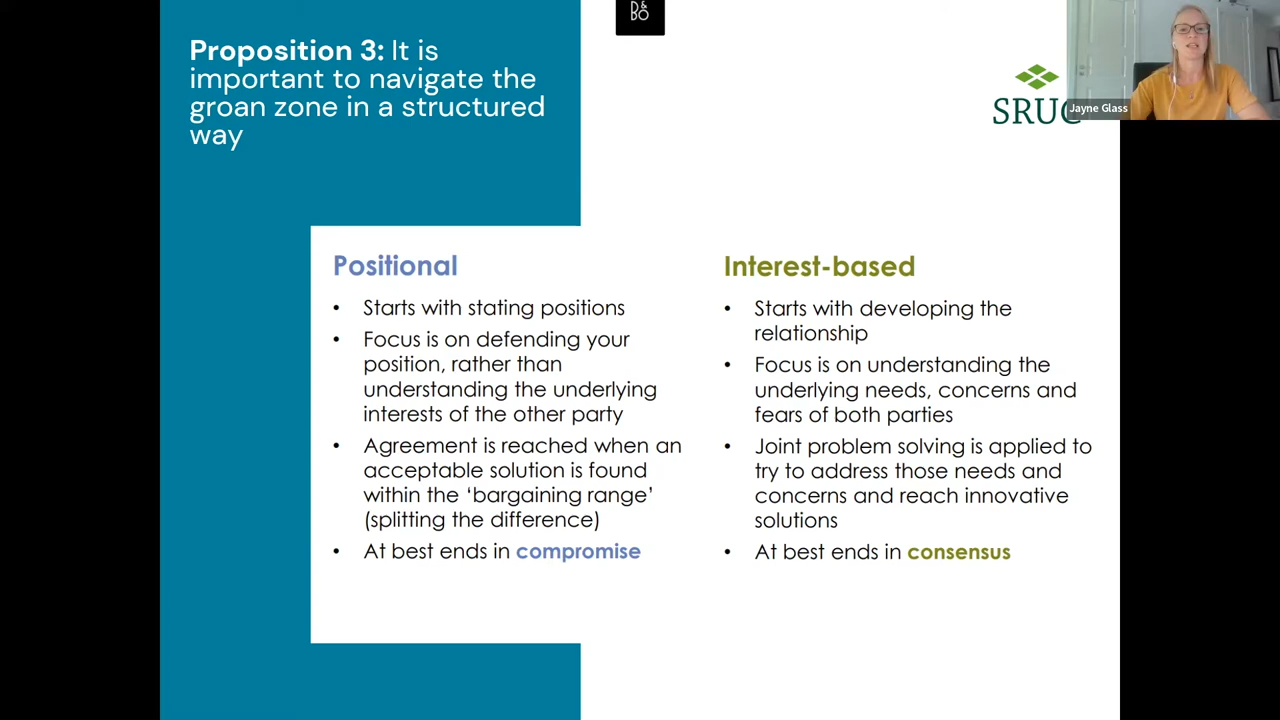 Proposition 3: It is
important to navigate the
groan zone in a structured
way
D&
BO
SRUC
Jayne Glass
Positional
• Starts with stating positions
• Focus is on defending your
position, rather than
understanding the underlying
interests of the other party
• Agreement is reached when an
acceptable solution is found
within the ‘bargaining range’
(splitting the difference)
• At best ends in compromise
Interest-based
• Starts with developing the
relationship
• Focus is on understanding the
underlying needs, concerns and
fears of both parties
• Joint problem solving is applied to
try to address those needs and
concerns and reach innovative
solutions
• At best ends in consensus